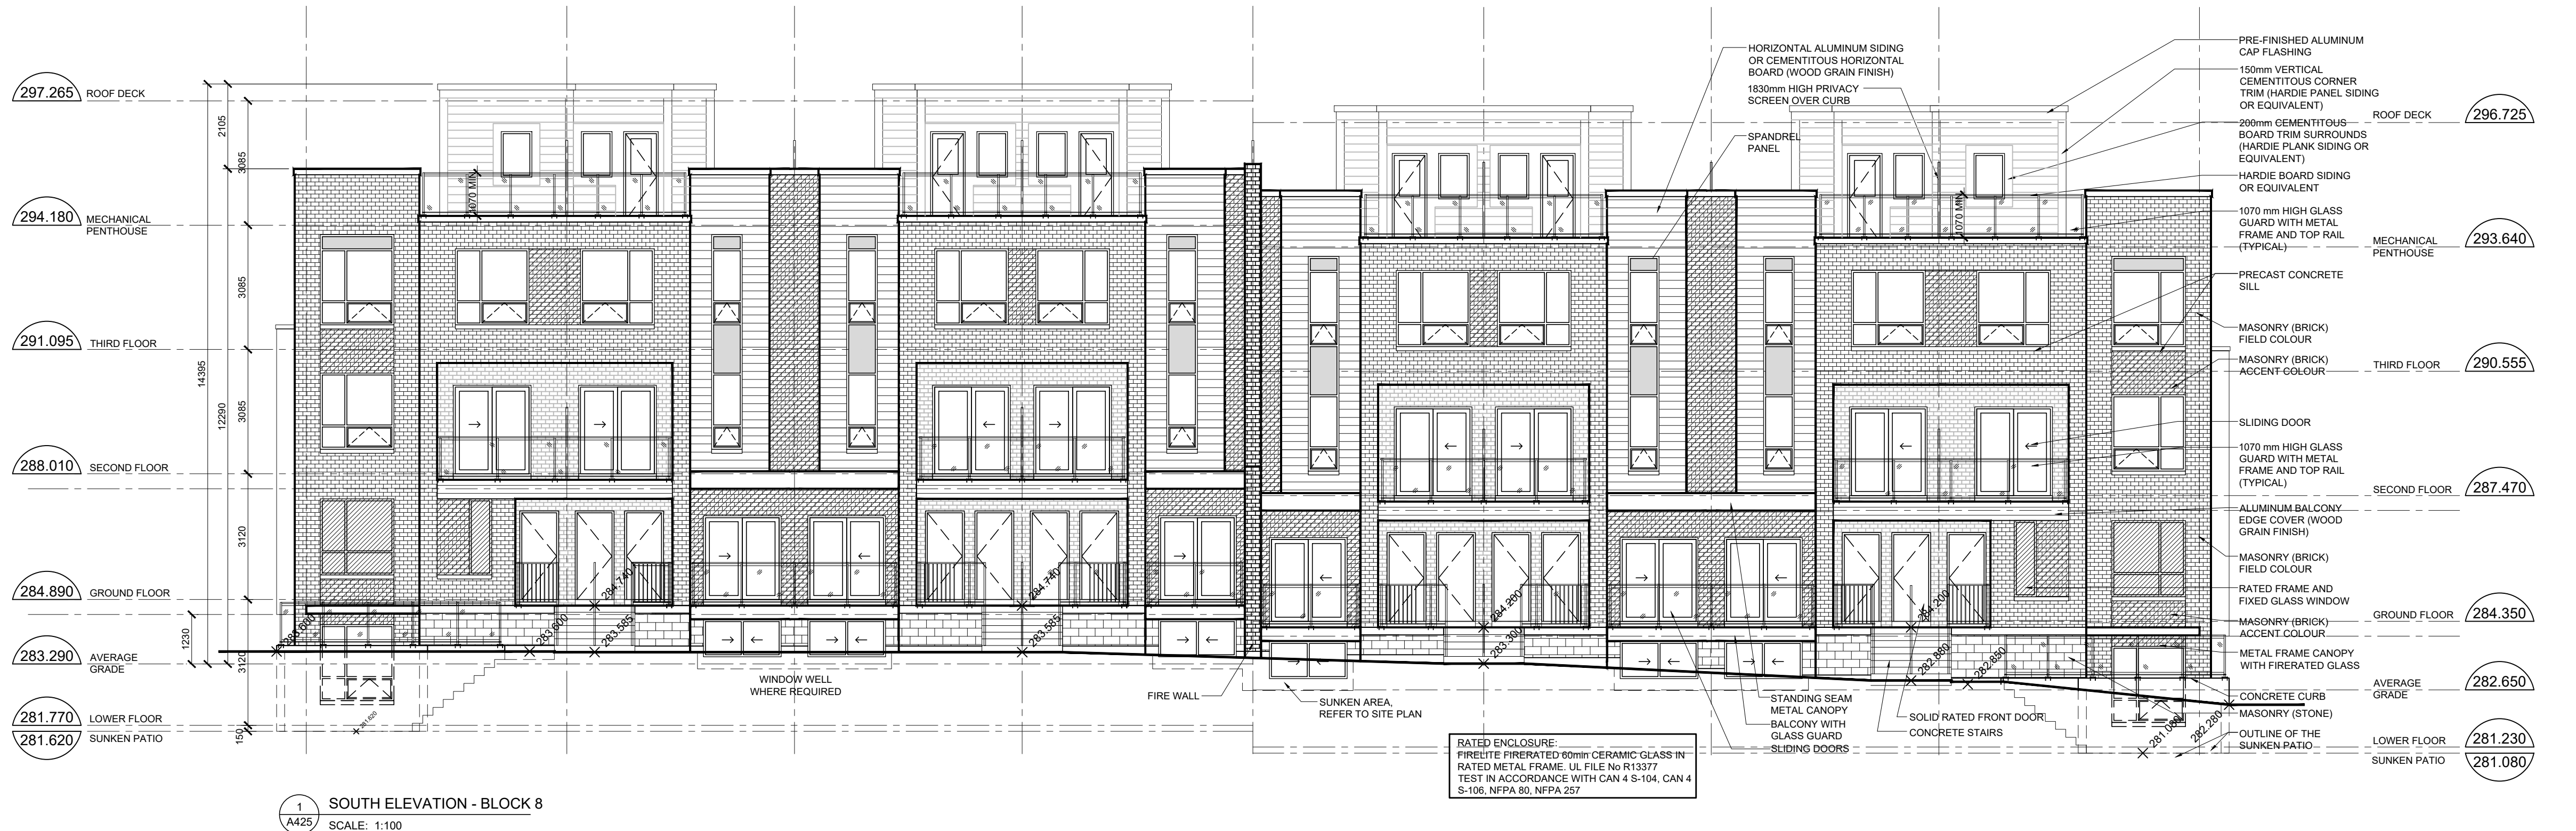 297.265 ROOF DECK
294.180 MECHANICAL
PENTHOUSE
291.095 THIRD FLOOR
288.010 SECOND FLOOR
284.890 GROUND FLOOR
283.290 AVERAGE
GRADE
281.770 LOWER FLOOR
281.620 SUNKEN PATIO
14395
12290
2105
3085
3085
3085
3120
1230
3120
150
1070 MIN
283.600
281.620
283.600
283.585
284.740
284.740
283.585
284.200
283.300
284.200
282.880
282.850
281.080
282.280
1070 MIN
WINDOW WELL
WHERE REQUIRED
FIRE WALL
SUNKEN AREA,
REFER TO SITE PLAN
HORIZONTAL ALUMINUM SIDING
OR CEMENTITOUS HORIZONTAL
BOARD (WOOD GRAIN FINISH)
1830mm HIGH PRIVACY
SCREEN OVER CURB
SPANDREL
PANEL
STANDING SEAM
METAL CANOPY
BALCONY WITH
GLASS GUARD
SLIDING DOORS
SOLID RATED FRONT DOOR
CONCRETE STAIRS
RATED ENCLOSURE:
FIRELITE FIRERATED 60min CERAMIC GLASS IN
RATED METAL FRAME. UL FILE No R13377
TEST IN ACCORDANCE WITH CAN 4 S-104, CAN 4
S-106, NFPA 80, NFPA 257
PRE-FINISHED ALUMINUM
CAP FLASHING
150mm VERTICAL
CEMENTITOUS CORNER
TRIM (HARDIE PANEL SIDING
OR EQUIVALENT)
200mm CEMENTITOUS
BOARD TRIM SURROUNDS
(HARDIE PLANK SIDING OR
EQUIVALENT)
HARDIE BOARD SIDING
OR EQUIVALENT
1070 mm HIGH GLASS
GUARD WITH METAL
FRAME AND TOP RAIL
(TYPICAL)
PRECAST CONCRETE
SILL
MASONRY (BRICK)
FIELD COLOUR
MASONRY (BRICK)
ACCENT COLOUR
SLIDING DOOR
1070 mm HIGH GLASS
GUARD WITH METAL
FRAME AND TOP RAIL
(TYPICAL)
ALUMINUM BALCONY
EDGE COVER (WOOD
GRAIN FINISH)
MASONRY (BRICK)
FIELD COLOUR
RATED FRAME AND
FIXED GLASS WINDOW
MASONRY (BRICK)
ACCENT COLOUR
METAL FRAME CANOPY
WITH FIRERATED GLASS
CONCRETE CURB
MASONRY (STONE)
OUTLINE OF THE
SUNKEN PATIO
ROOF DECK 296.725
MECHANICAL 293.640
PENTHOUSE
THIRD FLOOR 290.555
SECOND FLOOR 287.470
GROUND FLOOR 284.350
AVERAGE 282.650
GRADE
LOWER FLOOR 281.230
SUNKEN PATIO 281.080
1
A425
SOUTH ELEVATION - BLOCK 8
SCALE: 1:100